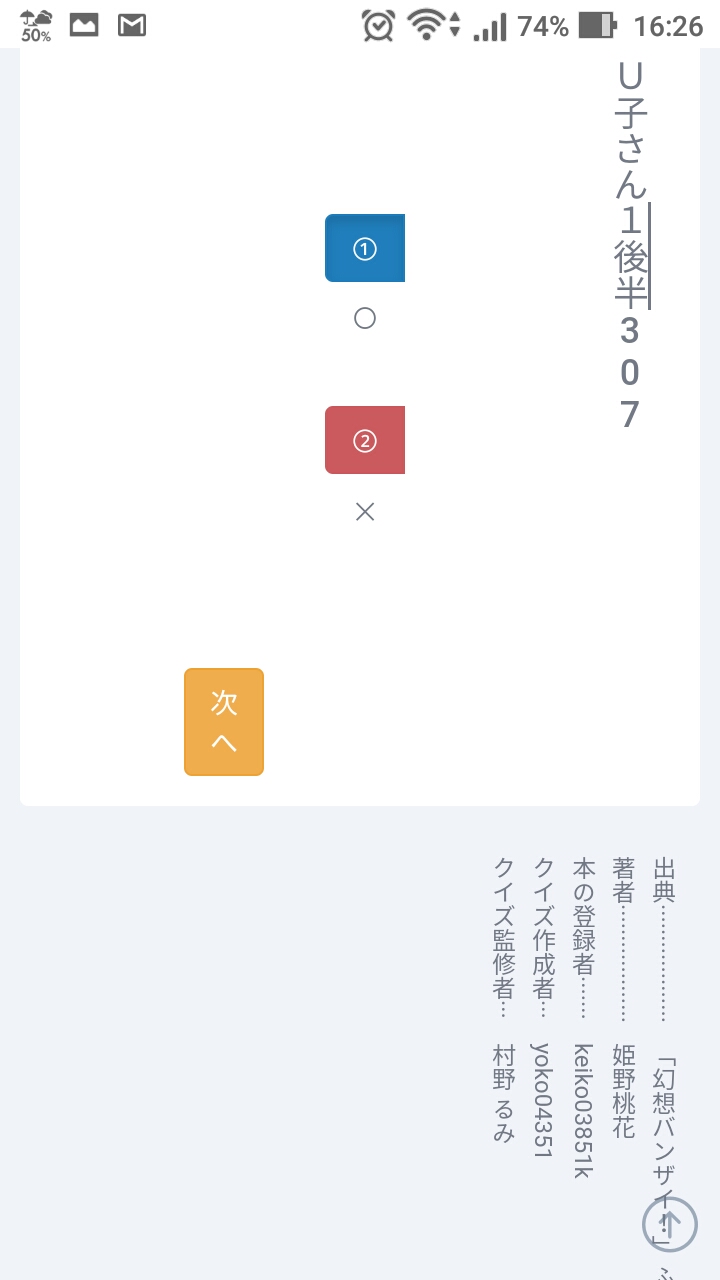 50%
74%
16:26
U子さん1後半307
①
○
②
×
次へ
出典………………「幻想バンザイ!」 ふ
著者……………… 姫野桃花
本の登録者…… keiko03851k
クイズ作成者… yoko04351
クイズ監修者… 村野 るみ